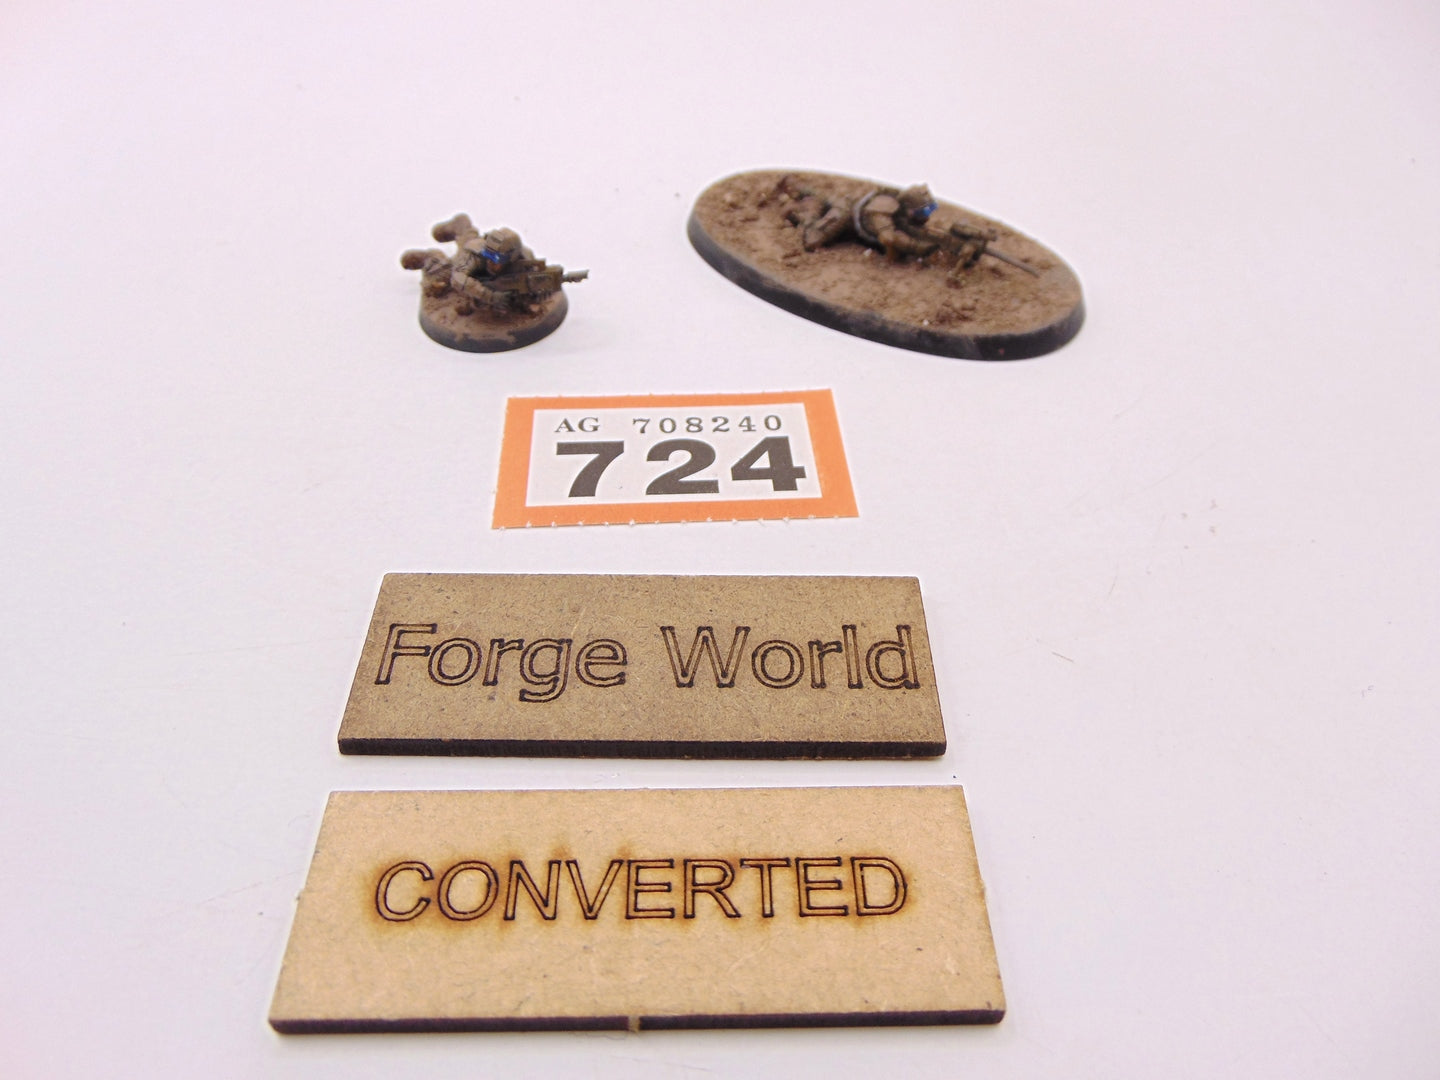 AG 708240
724
Forge World
CONVERTED